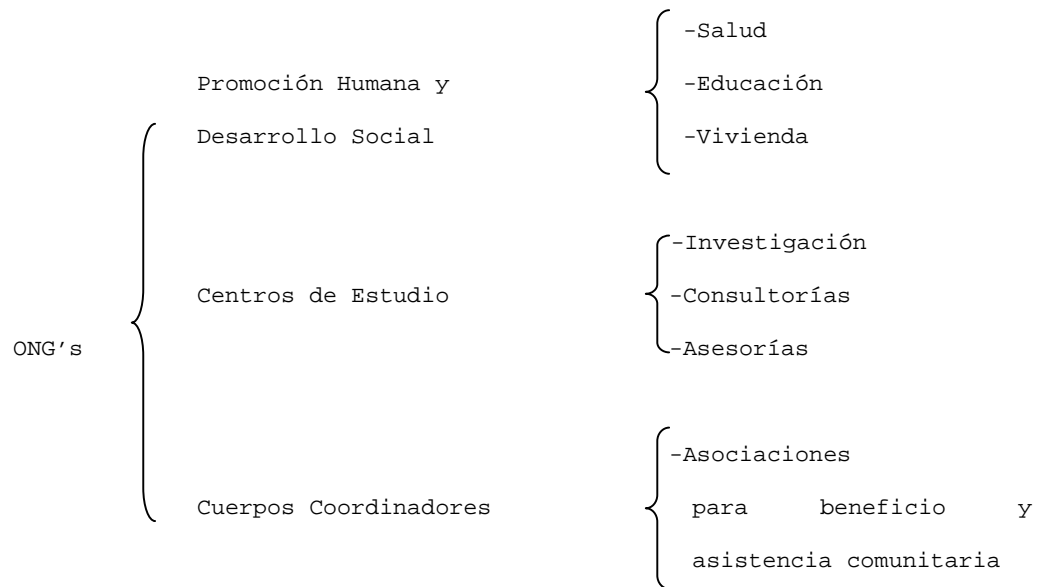 -Salud
Promoción Humana y
-Educación
Desarrollo Social
-Vivienda
-Investigación
Centros de Estudio
-Consultorías
ONG's
-Asesorías
-Asociaciones
Cuerpos Coordinadores
para beneficio y
asistencia comunitaria